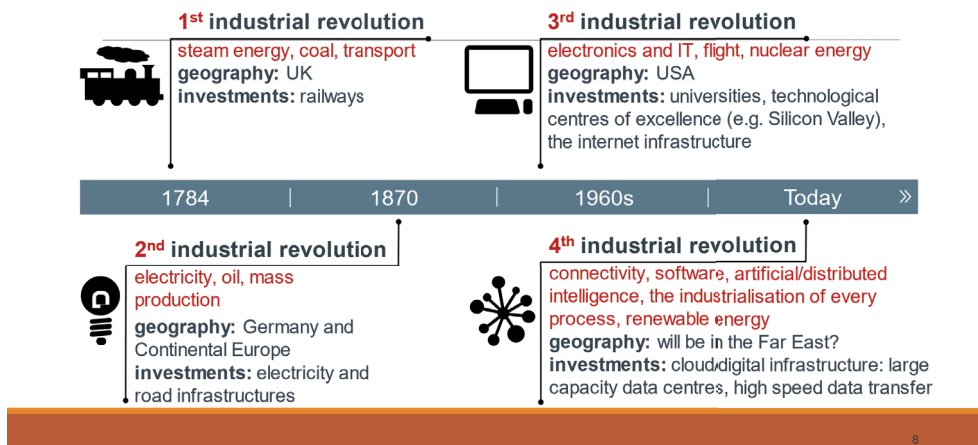 1st industrial revolution
steam energy, coal, transport
geography: UK
investments: railways
3rd industrial revolution
electronics and IT, flight, nuclear energy
geography: USA
investments: universities, technological
centres of excellence (e.g. Silicon Valley),
the internet infrastructure
1784 | 1870 | 1960s | Today »
2nd industrial revolution
electricity, oil, mass
production
geography: Germany and
Continental Europe
investments: electricity and
road infrastructures
4th industrial revolution
connectivity, software, artificial/distributed
intelligence, the industrialisation of every
process, renewable energy
geography: will be in the Far East?
investments: cloud/digital infrastructure: large
capacity data centres, high speed data transfer
8